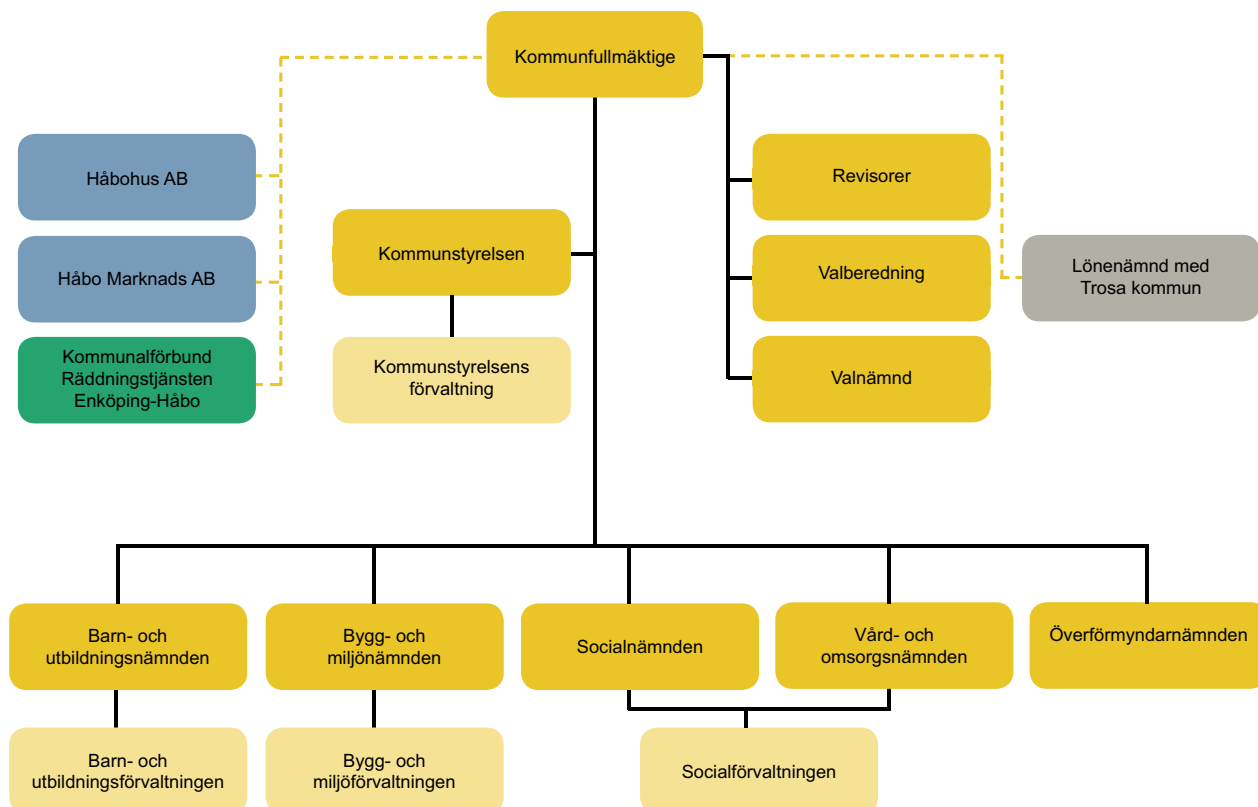 Kommunfullmäktige
Håbohus AB
Revisorer
Kommunstyrelsen
Håbo Marknads AB
Valberedning
Lönenämnd med
Trosa kommun
Kommunalförbund
Räddningstjänsten
Enköping-Håbo
Kommunstyrelsens
förvaltning
Valnämnd
Barn- och
utbildningsnämnden
Bygg- och
miljönämnden
Socialnämnden
Vård- och
omsorgsnämnden
Överförmyndarnämnden
Barn- och
utbildningsförvaltningen
Bygg- och
miljöförvaltningen
Socialförvaltningen